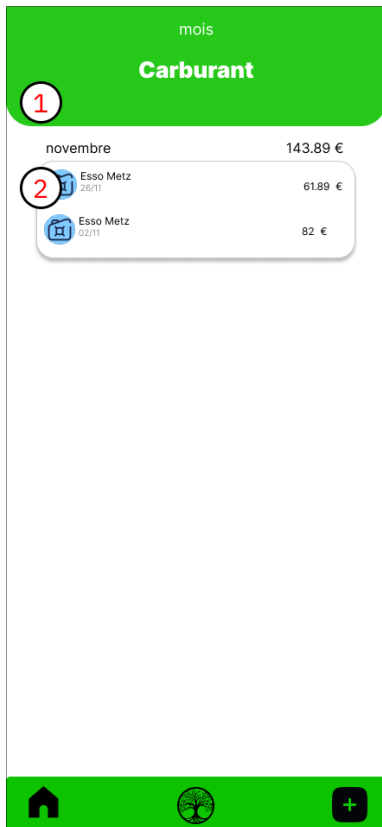 mois
Carburant
1
novembre 143.89 €
2
Esso Metz
26/11
61.89 €
Esso Metz
02/11
82 €
+